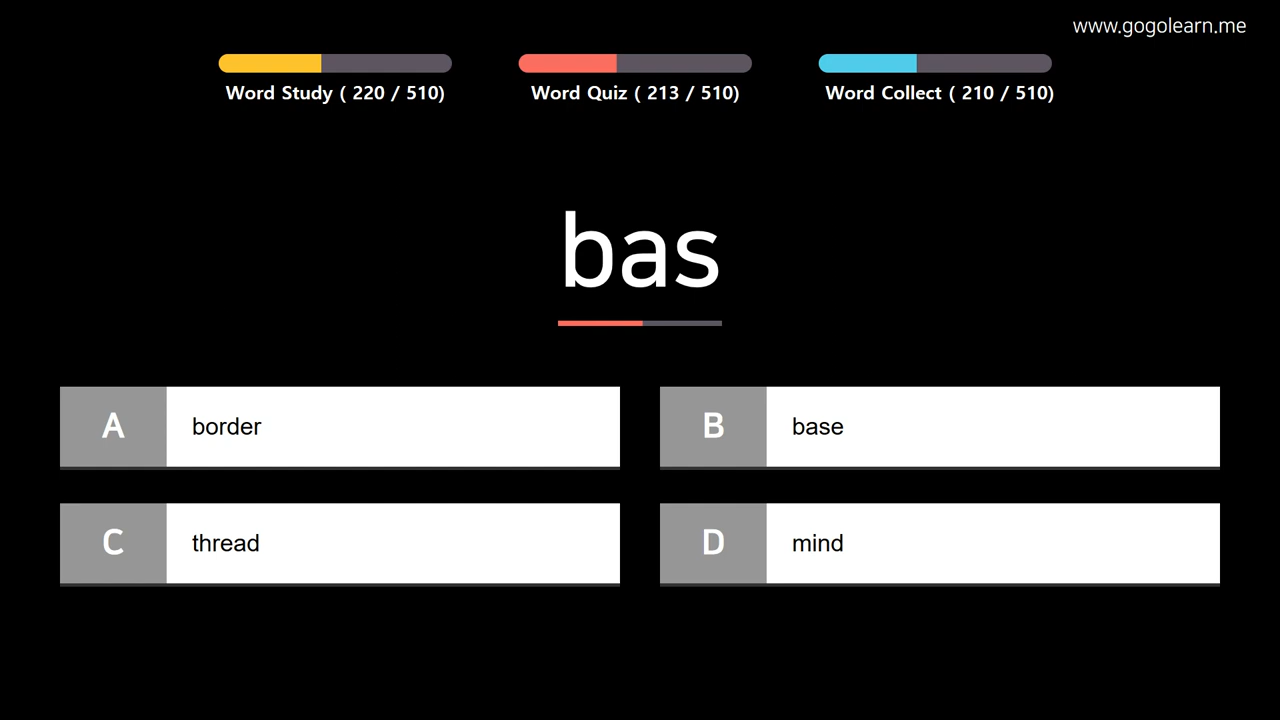 www.gogolearn.me
Word Study ( 220 / 510)
Word Quiz ( 213 / 510)
Word Collect ( 210 / 510)
bas
A border
B base
C thread
D mind